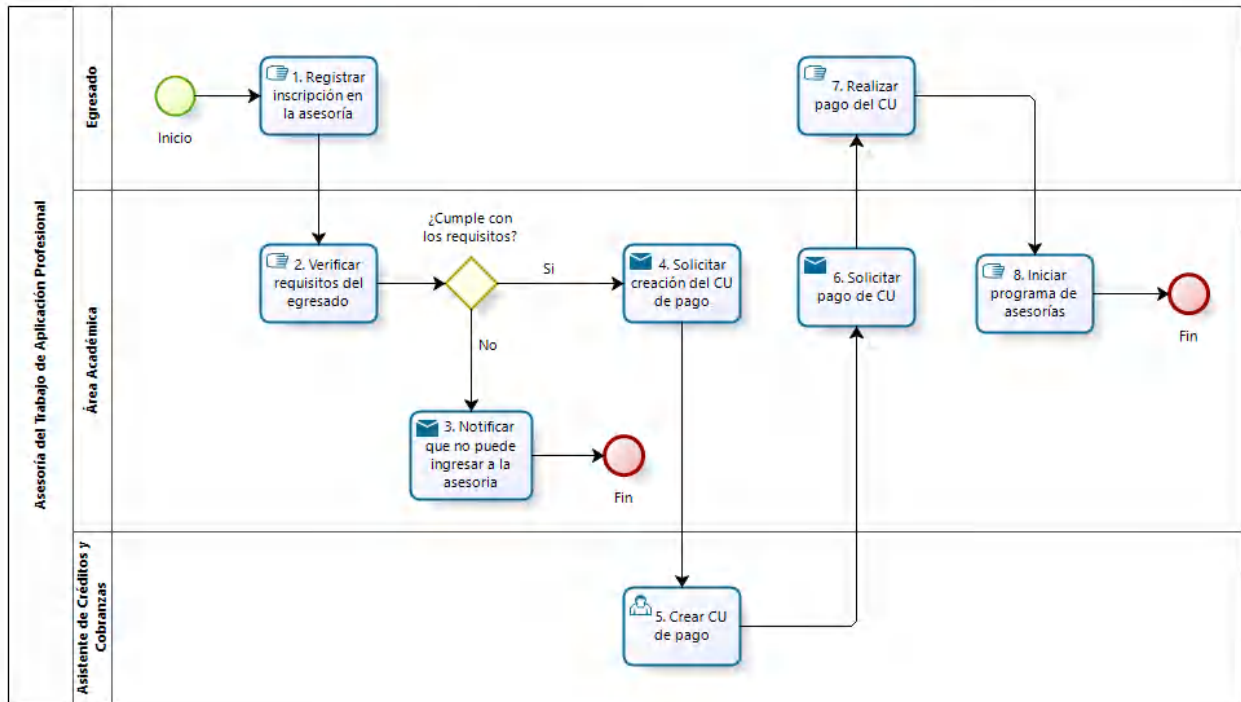 Asesoría del Trabajo de Aplicación Profesional
Egresado
Inicio
1. Registrar
inscripción en
la asesoría
7. Realizar
pago del CU
Área Académica
2. Verificar
requisitos del
egresado
¿Cumple con
los requisitos?
Si
No
3. Notificar
que no puede
ingresar a la
asesoria
Fin
4. Solicitar
creación del CU
de pago
6. Solicitar
pago de CU
8. Iniciar
programa de
asesorías
Fin
Asistente de Créditos y
Cobranzas
5. Crear CU
de pago